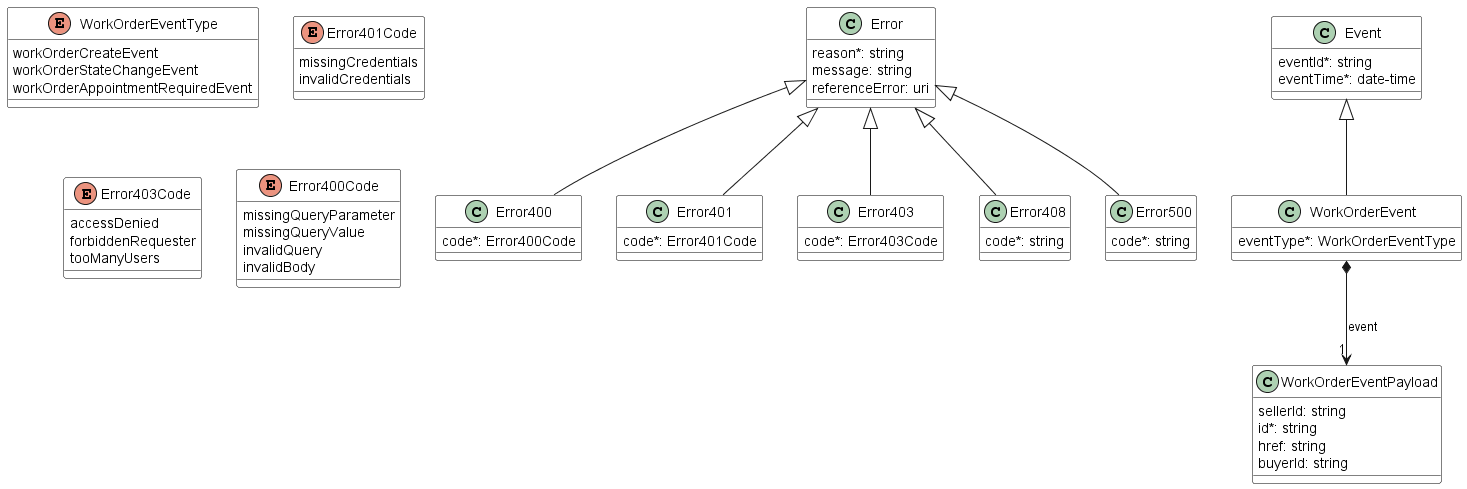 E WorkOrderEventType
workOrderCreateEvent
workOrderStateChangeEvent
workOrderAppointmentRequiredEvent
E Error401Code
missingCredentials
invalidCredentials
C Error
reason*: string
message: string
referenceError: uri
C Event
eventId*: string
eventTime*: date-time
E Error403Code
accessDenied
forbiddenRequester
tooManyUsers
E Error400Code
missingQueryParameter
missingQueryValue
invalidQuery
invalidBody
C Error400
code*: Error400Code
C Error401
code*: Error401Code
C Error403
code*: Error403Code
C Error408
code*: string
C Error500
code*: string
C WorkOrderEvent
eventType*: WorkOrderEventType
event
1
C WorkOrderEventPayload
sellerId: string
id*: string
href: string
buyerId: string